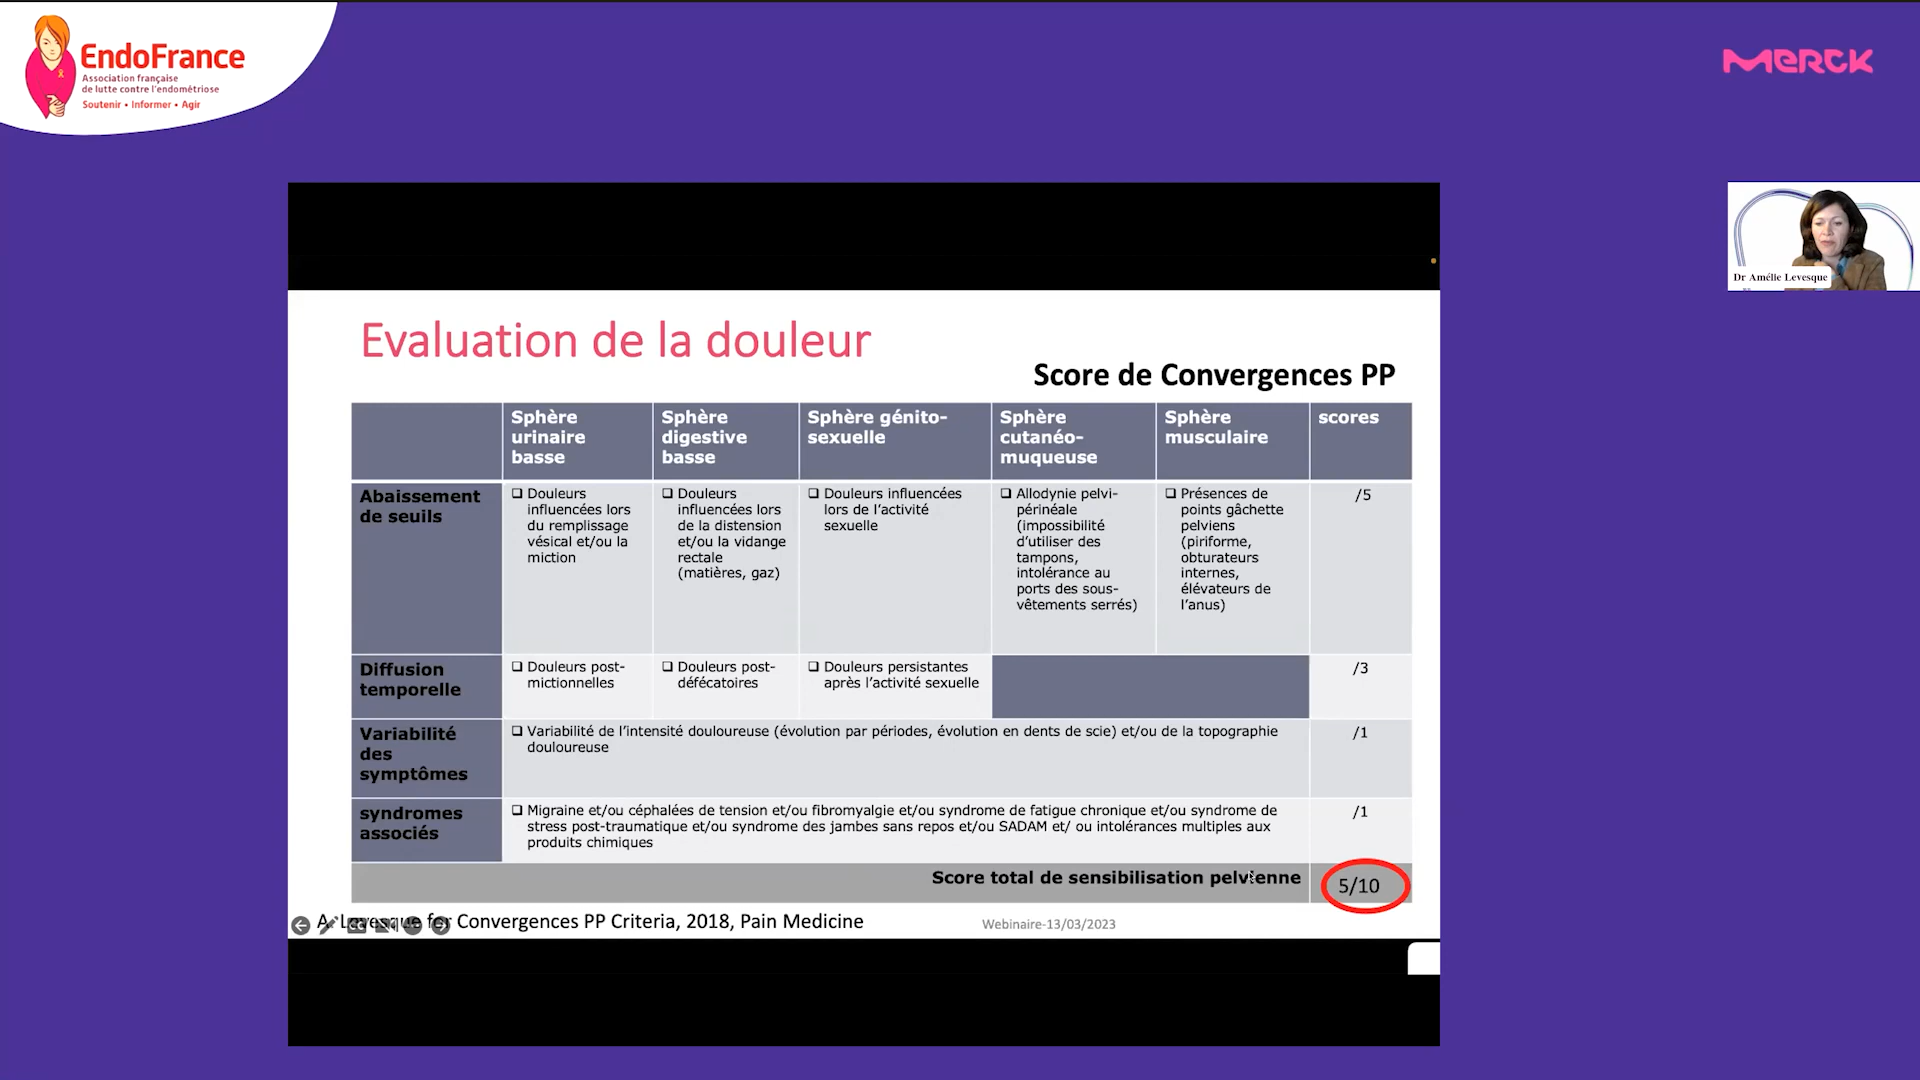 EndoFrance
Association française
de lutte contre l'endométriose
Soutenir • Informer • Agir
MERCK
Dr Amélie Levesque
Evaluation de la douleur
Score de Convergences PP
Sphère
urinaire
basse
Sphère
digestive
basse
Sphère génito-
sexuelle
Sphère
cutanéo-
muqueuse
Sphère
musculaire
scores
Abaissement
de seuils
❑ Douleurs
influencées lors
du remplissage
vésical et/ou la
miction
❑ Douleurs
influencées lors
de la distension
et/ou la vidange
rectale
(matières, gaz)
❑ Douleurs influencées
lors de l'activité
sexuelle
❑ Allodynie pelvi-
périnéale
(impossibilité
d'utiliser des
tampons,
intolérance au
ports des sous-
vêtements serrés)
❑ Présences de
points gâchette
pelviens
(piriforme,
obturateurs
internes,
élévateurs de
l'anus)
/5
Diffusion
temporelle
❑ Douleurs post-
mictionnelles
❑ Douleurs post-
défécatoires
❑ Douleurs persistantes
après l'activité sexuelle
/3
Variabilité
des
symptômes
❑ Variabilité de l'intensité douloureuse (évolution par périodes, évolution en dents de scie) et/ou de la topographie
douloureuse
/1
syndromes
associés
❑ Migraine et/ou céphalées de tension et/ou fibromyalgie et/ou syndrome de fatigue chronique et/ou syndrome de
stress post-traumatique et/ou syndrome des jambes sans repos et/ou SADAM et/ ou intolérances multiples aux
produits chimiques
/1
Score total de sensibilisation pelvienne
5/10
A. Levesque for Convergences PP Criteria, 2018, Pain Medicine
Webinaire-13/03/2023